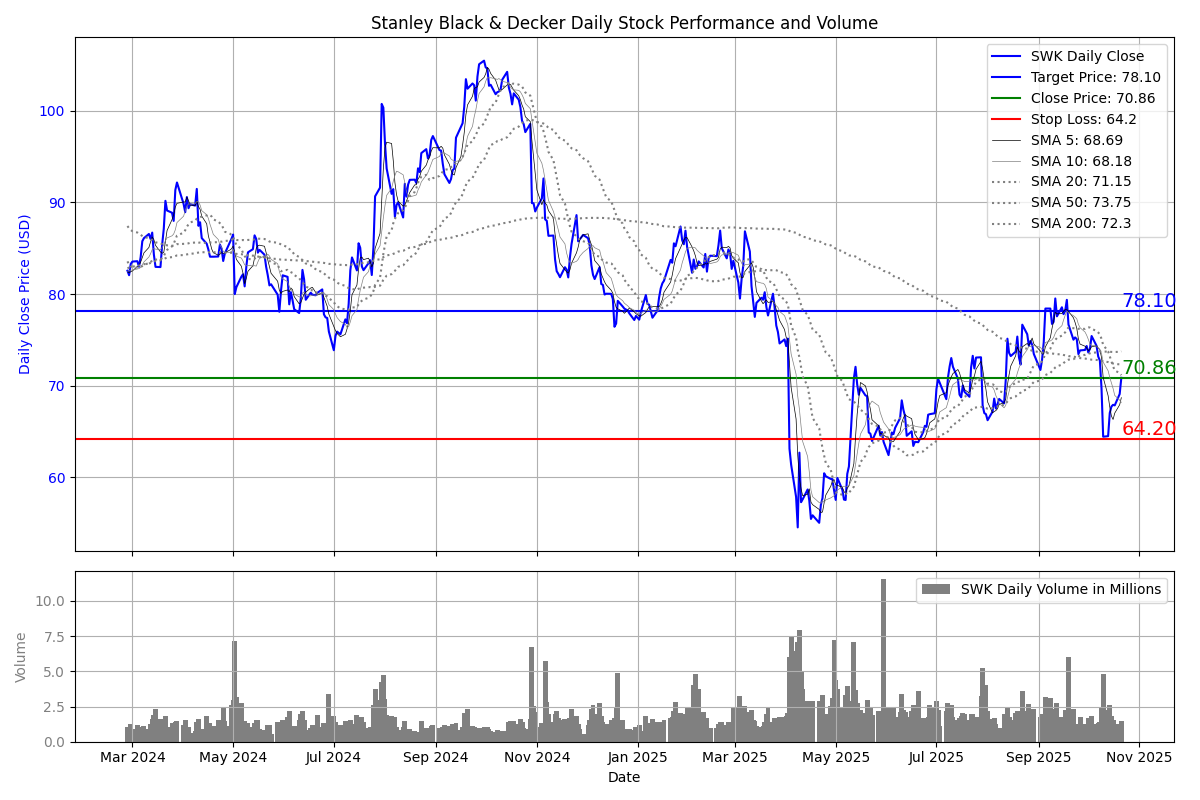 Stanley Black & Decker Daily Stock Performance and Volume
Daily Close Price (USD)
100
90
80
70
60
SWK Daily Close
Target Price: 78.10
Close Price: 70.86
Stop Loss: 64.2
SMA 5: 68.69
SMA 10: 68.18
SMA 20: 71.15
SMA 50: 73.75
SMA 200: 72.3
78.10
70.86
64.20
Volume
10.0
7.5
5.0
2.5
0.0
SWK Daily Volume in Millions
Mar 2024 May 2024 Jul 2024 Sep 2024 Nov 2024 Jan 2025 Mar 2025 May 2025 Jul 2025 Sep 2025 Nov 2025
Date